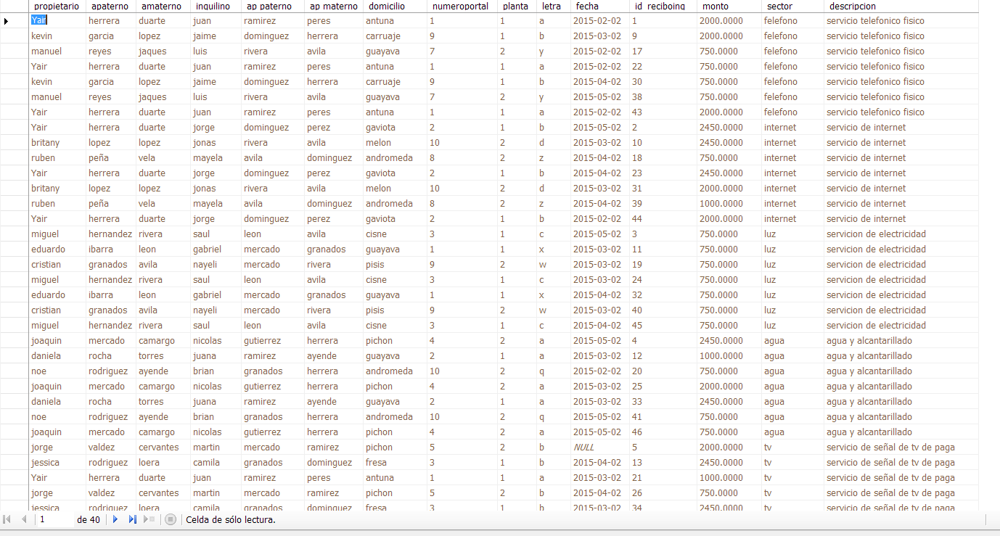 propietario apaterno amaterno inquilino ap paterno ap materno domicilio numeroportal planta letra fecha id_reciboing monto sector descripcion
Yair herrera duarte juan ramirez peres antuna 1 1 a 2015-02-02 1 2000.0000 felefono servicio telefonico fisico
kevin garcia lopez jaime dominguez herrera carruaje 9 1 b 2015-02-02 9 2000.0000 felefono servicio telefonico fisico
manuel reyes jaques luis rivera avila guayava 7 2 y 2015-02-02 17 750.0000 felefono servicio telefonico fisico
Yair herrera duarte juan ramirez peres antuna 1 1 a 2015-02-02 22 750.0000 felefono servicio telefonico fisico
kevin garcia lopez jaime dominguez herrera carruaje 9 1 b 2015-04-02 30 750.0000 felefono servicio telefonico fisico
manuel reyes jaques luis rivera avila guayava 7 2 y 2015-05-02 38 750.0000 felefono servicio telefonico fisico
Yair herrera duarte juan ramirez peres antuna 1 1 a 2015-02-02 43 2000.0000 felefono servicio telefonico fisico
Yair herrera duarte jorge dominguez perez gaviota 2 1 b 2015-05-02 2 2450.0000 internet servicio de internet
britany lopez lopez jonas rivera avila melon 10 2 d 2015-03-02 10 2450.0000 internet servicio de internet
ruben peña vela mayela avila dominguez andromeda 8 2 z 2015-04-02 18 750.0000 internet servicio de internet
Yair herrera duarte jorge dominguez perez gaviota 2 1 b 2015-04-02 23 2450.0000 internet servicio de internet
britany lopez lopez jonas rivera avila melon 10 2 d 2015-03-02 31 2000.0000 internet servicio de internet
ruben peña vela mayela avila dominguez andromeda 8 2 z 2015-04-02 39 1000.0000 internet servicio de internet
Yair herrera duarte jorge dominguez perez gaviota 2 1 b 2015-02-02 44 2000.0000 internet servicio de internet
miguel hernandez rivera saul leon avila cisne 3 1 c 2015-05-02 3 750.0000 luz servicion de electricidad
eduardo ibarra leon gabriel mercado granados guayava 1 1 x 2015-03-02 11 750.0000 luz servicion de electricidad
cristian granados avila nayeli mercado rivera pisis 9 2 w 2015-03-02 19 750.0000 luz servicion de electricidad
miguel hernandez rivera saul leon avila cisne 3 1 c 2015-03-02 24 750.0000 luz servicion de electricidad
eduardo ibarra leon gabriel mercado granados guayava 1 1 x 2015-04-02 32 750.0000 luz servicion de electricidad
cristian granados avila nayeli mercado rivera pisis 9 2 w 2015-03-02 40 750.0000 luz servicion de electricidad
miguel hernandez rivera saul leon avila cisne 3 1 c 2015-04-02 45 750.0000 luz servicion de electricidad
joaquin mercado camargo nicolas gutierrez herrera pichon 4 2 a 2015-05-02 4 2450.0000 agua agua y alcantarillado
daniela rocha torres juana ramirez ayende guayava 2 1 a 2015-03-02 12 1000.0000 agua agua y alcantarillado
noe rodriguez ayende brian granados herrera andromeda 10 2 q 2015-02-02 20 750.0000 agua agua y alcantarillado
joaquin mercado camargo nicolas gutierrez herrera pichon 4 2 a 2015-03-02 25 2000.0000 agua agua y alcantarillado
daniela rocha torres juana ramirez ayende guayava 2 1 a 2015-03-02 33 2450.0000 agua agua y alcantarillado
noe rodriguez ayende brian granados herrera andromeda 10 2 q 2015-05-02 41 750.0000 agua agua y alcantarillado
joaquin mercado camargo nicolas gutierrez herrera pichon 4 2 a 2015-05-02 46 750.0000 agua agua y alcantarillado
jorge valdez cervantes martin mercado ramirez pichon 5 2 b NULL 5 2000.0000 tv servicio de señal de tv de paga
jessica rodriguez loera camila granados dominguez fresa 3 1 b 2015-04-02 13 2450.0000 tv servicio de señal de tv de paga
Yair herrera duarte juan ramirez peres antuna 1 1 a 2015-03-02 21 1000.0000 tv servicio de señal de tv de paga
jorge valdez cervantes martin mercado ramirez pichon 5 2 b 2015-04-02 26 750.0000 tv servicio de señal de tv de paga
jessica rodriguez loera camila granados dominguez fresa 3 1 b 2015-03-02 34 2450.0000 tv servicio de señal de tv de paga
1 de 40 Celda de sólo lectura.